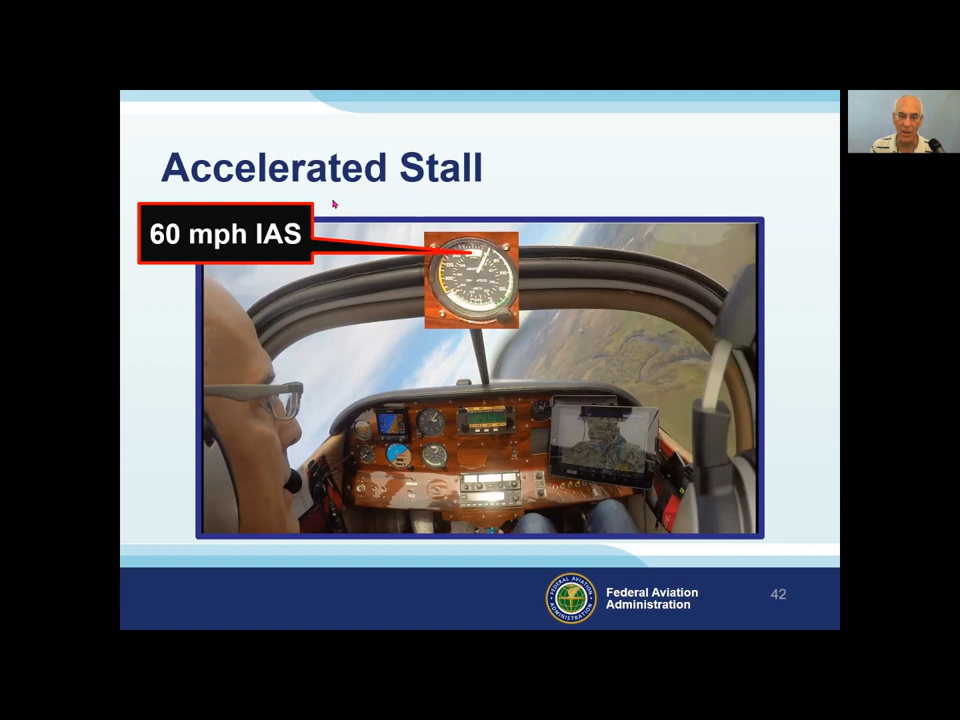 Accelerated Stall
60 mph IAS
Federal Aviation
Administration
42